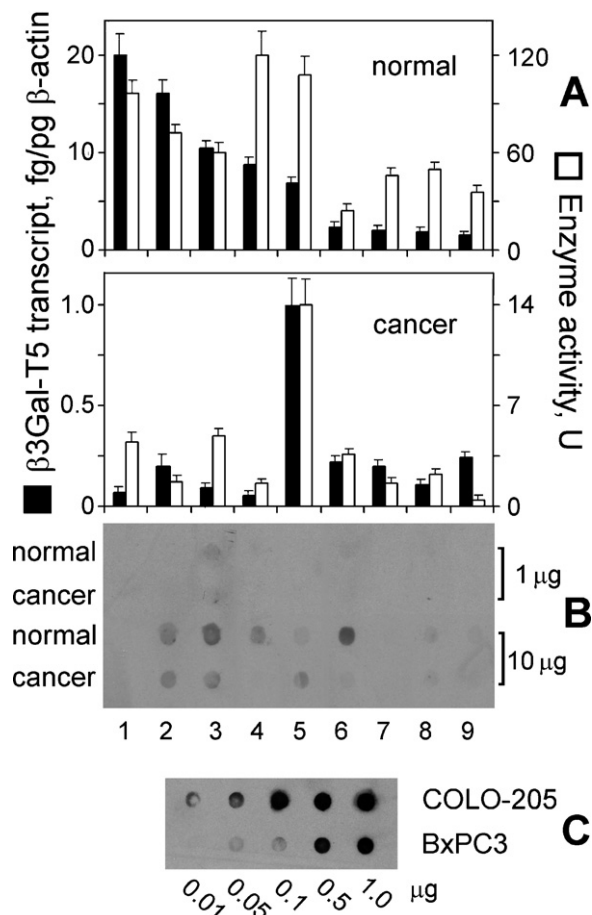 β3Gal-T5 transcript, fg/pg β-actin
20
10
0
normal
120
60
0
A
Enzyme activity, U
1.0
0.5
0
cancer
14
7
0
normal
cancer
1 μg
normal
cancer
10 μg
B
1 2 3 4 5 6 7 8 9
COLO-205
BxPC3
C
0.01 0.05 0.1 0.5 1.0 μg